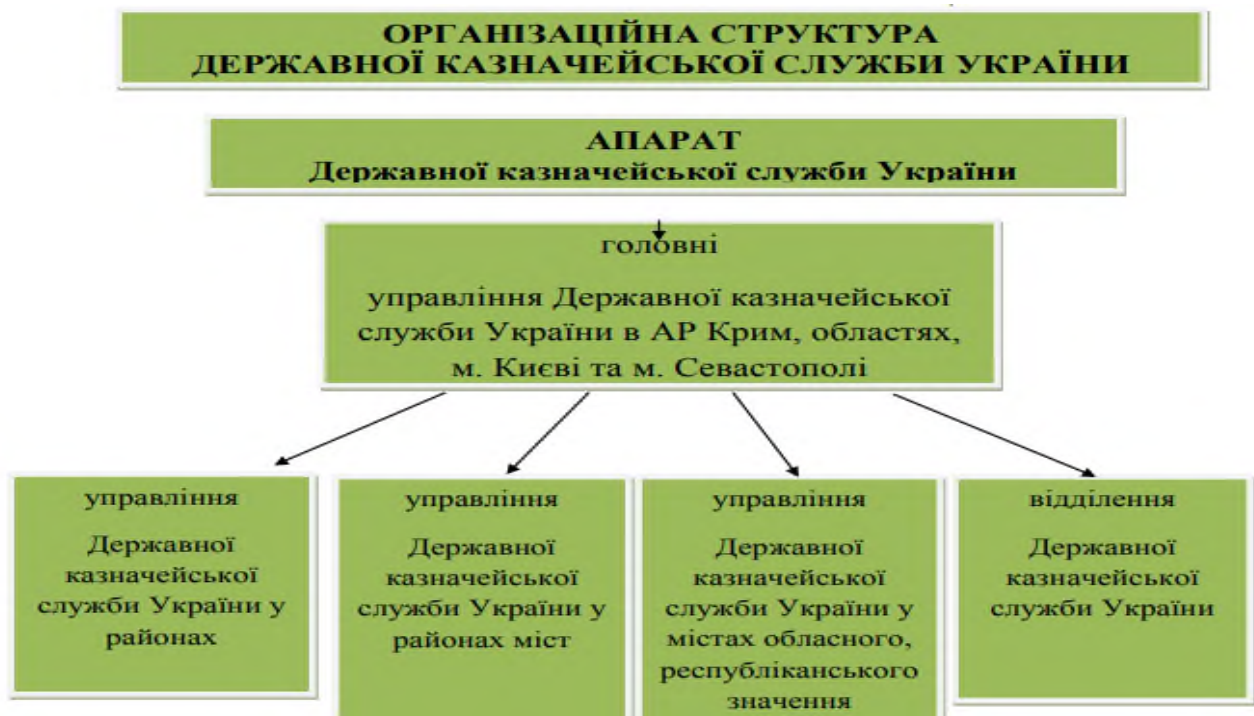 ОРГАНІЗАЦІЙНА СТРУКТУРА
ДЕРЖАВНОЇ КАЗНАЧЕЙСЬКОЇ СЛУЖБИ УКРАЇНИ
АПАРАТ
Державної казначейської служби України
головні
управління Державної казначейської
служби України в АР Крим, областях,
м. Києві та м. Севастополі
управління
Державної
казначейської
служби України у
районах
управління
Державної
казначейської
служби України у
районах міст
управління
Державної
казначейської
служби України у
містах обласного,
республіканського
значення
відділення
Державної
казначейської
служби України